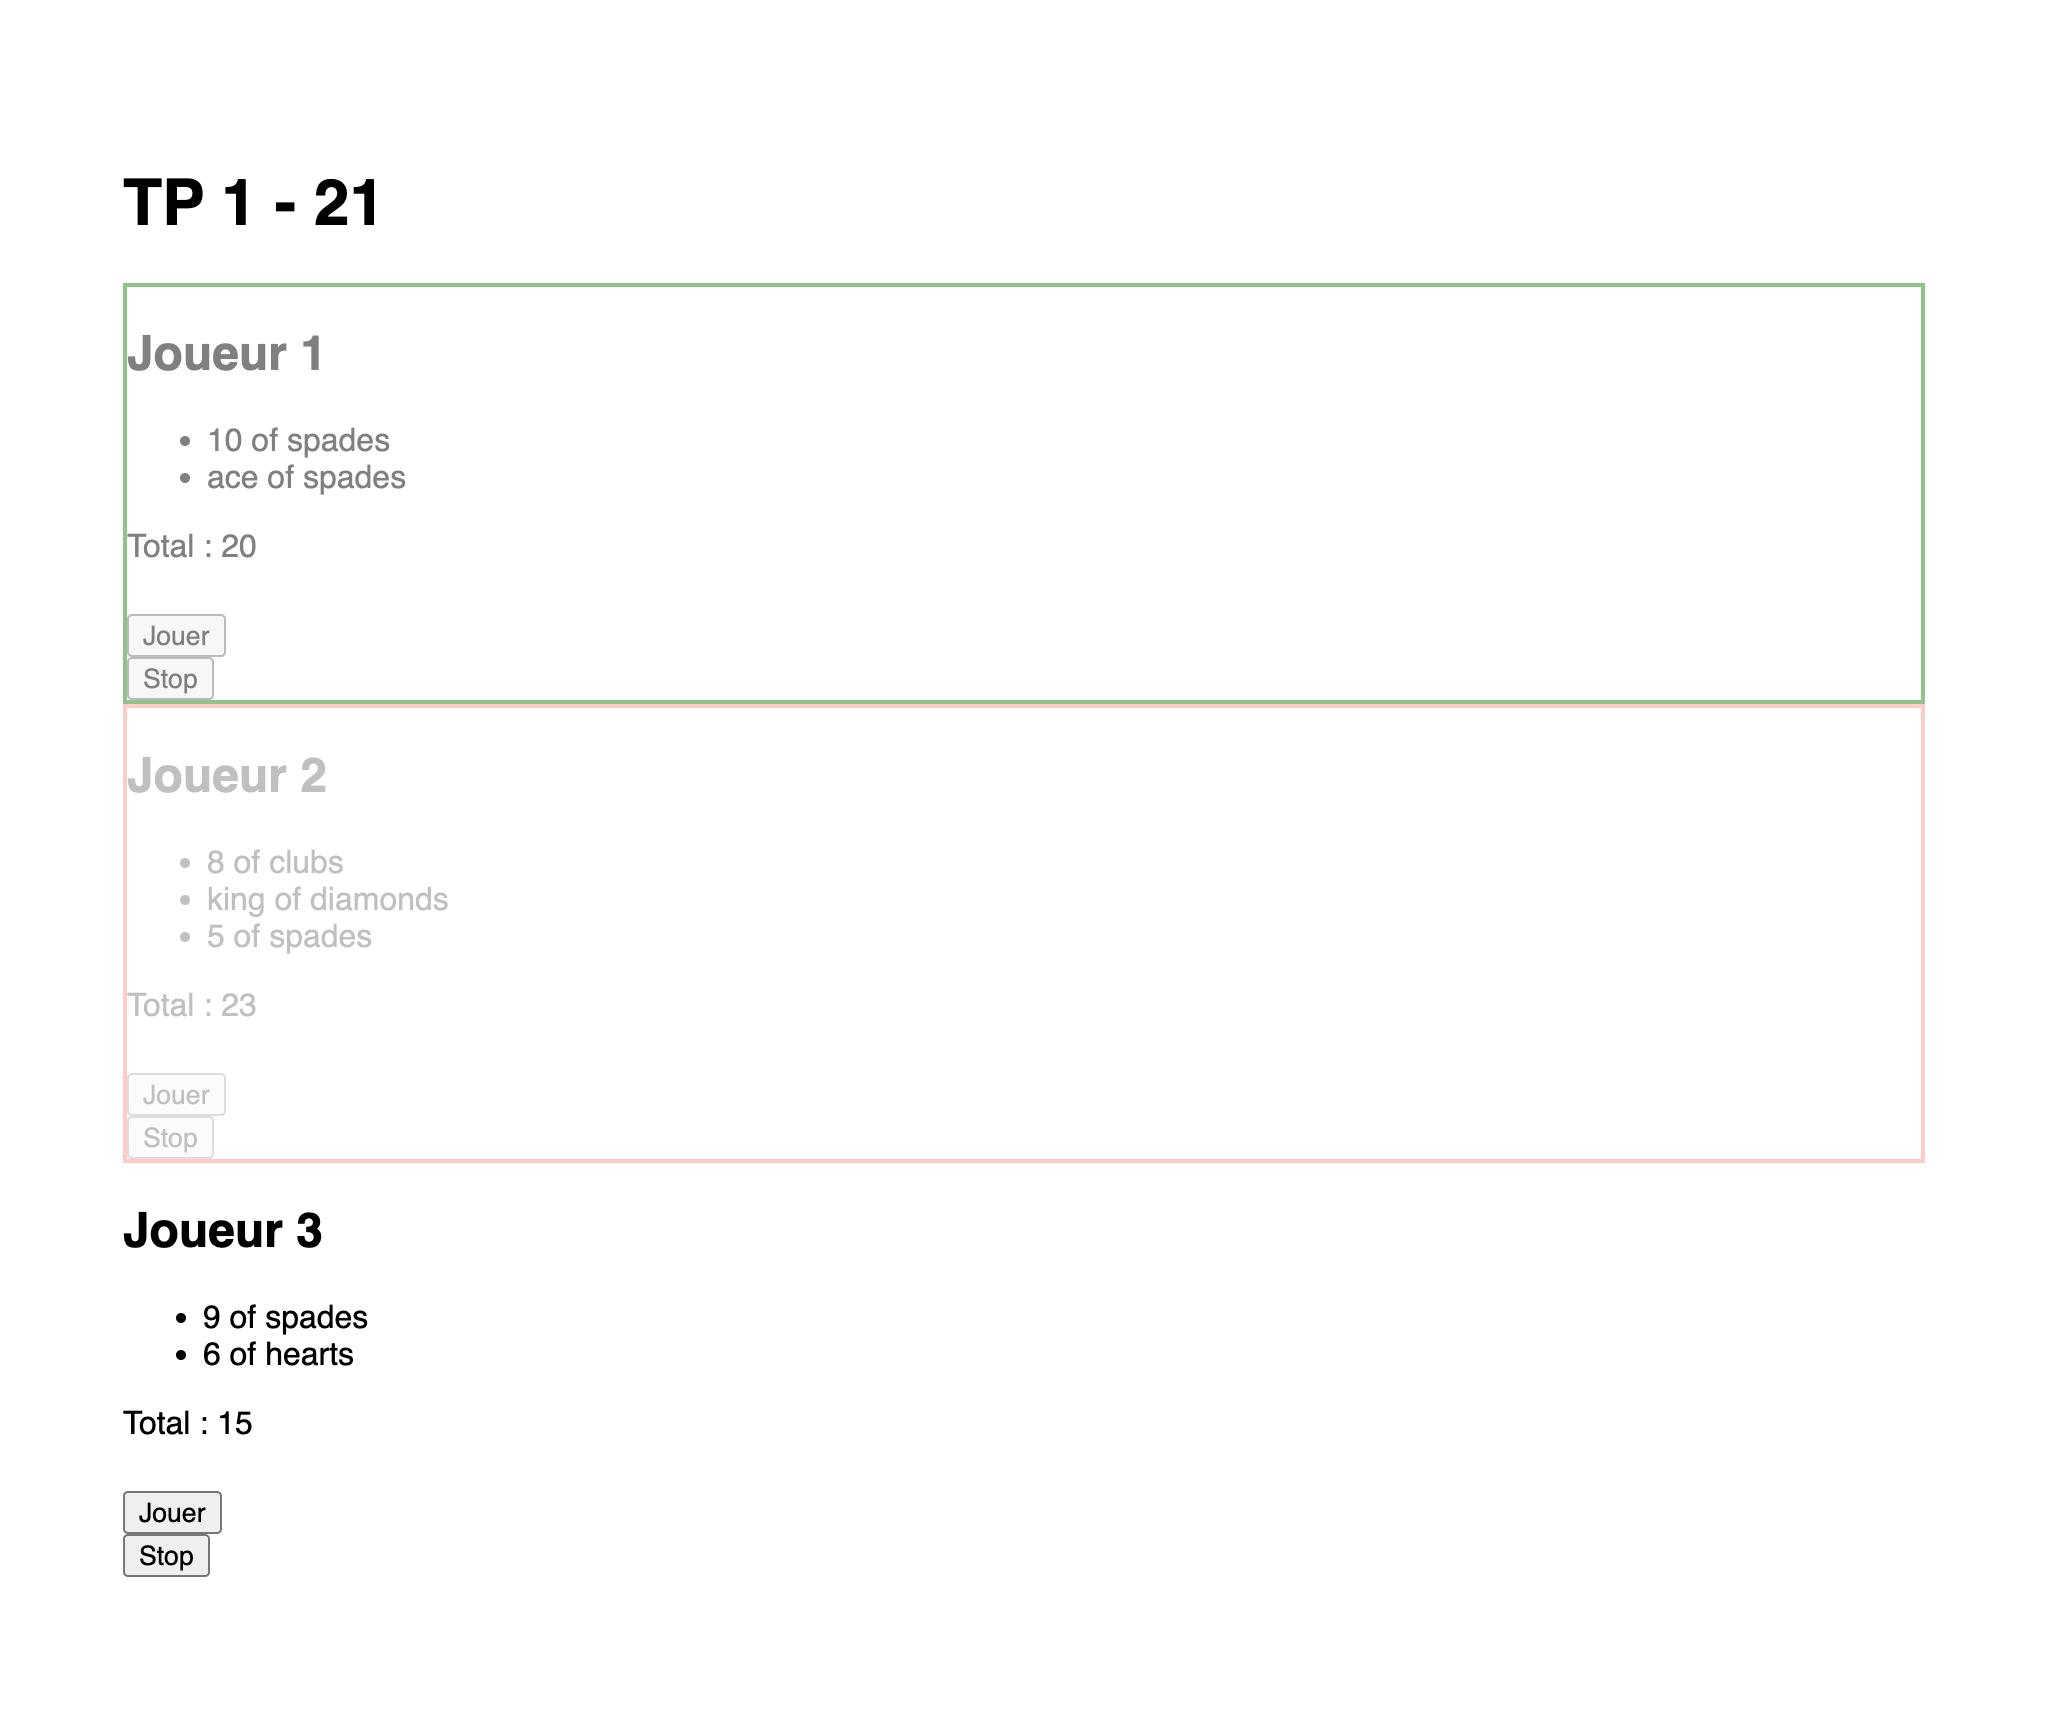 TP 1 - 21
Joueur 1
10 of spades
ace of spades
Total : 20
Jouer
Stop
Joueur 2
8 of clubs
king of diamonds
5 of spades
Total : 23
Jouer
Stop
Joueur 3
9 of spades
6 of hearts
Total : 15
Jouer
Stop